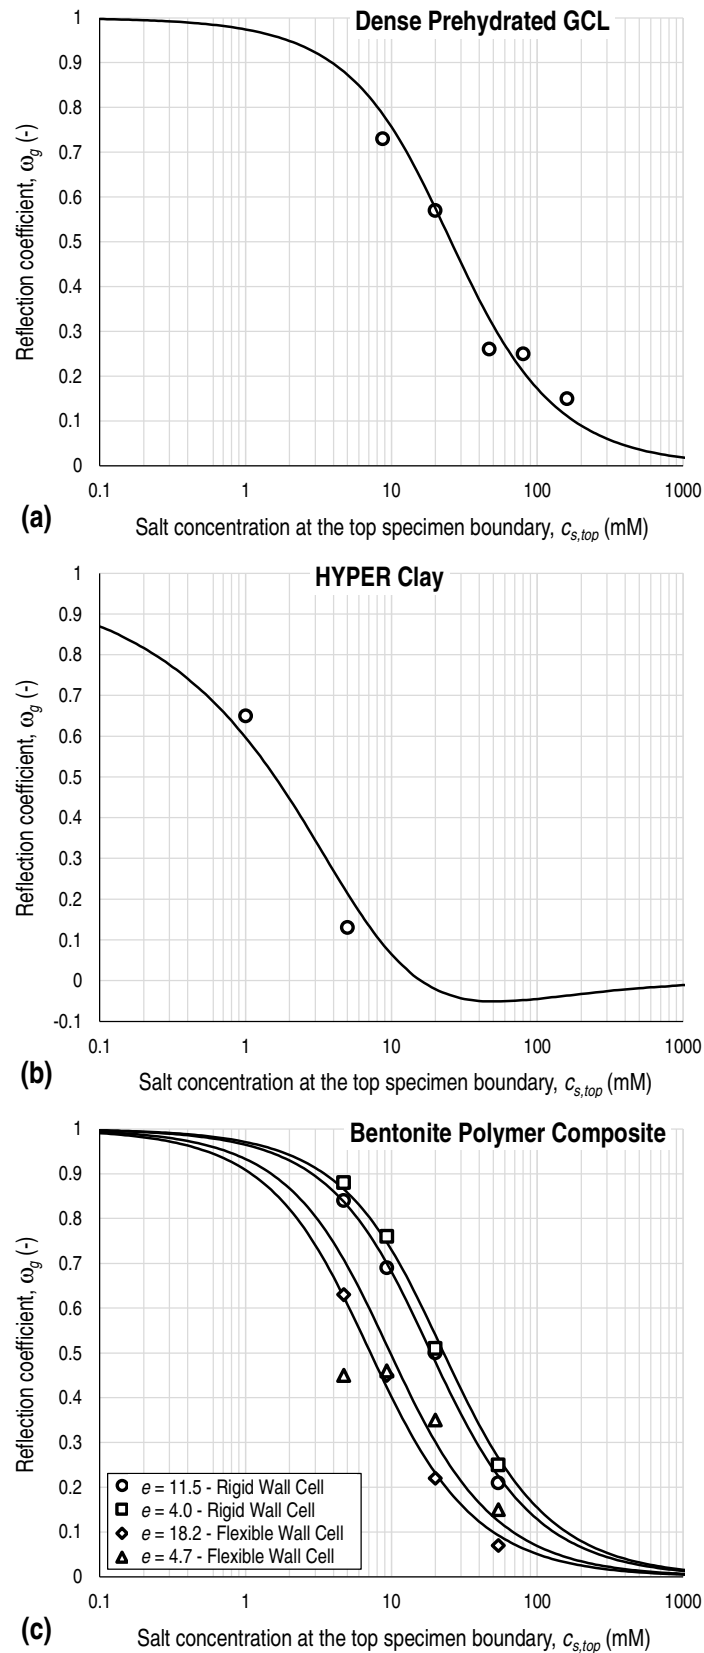 Dense Prehydrated GCL
Reflection coefficient, ωg (-)
1
0.9
0.8
0.7
0.6
0.5
0.4
0.3
0.2
0.1
0
0.1 1 10 100 1000
(a)
Salt concentration at the top specimen boundary, cs,top (mM)
HYPER Clay
Reflection coefficient, ωg (-)
1
0.9
0.8
0.7
0.6
0.5
0.4
0.3
0.2
0.1
0
-0.1
0.1 1 10 100 1000
(b)
Salt concentration at the top specimen boundary, cs,top (mM)
Bentonite Polymer Composite
Reflection coefficient, ωg (-)
1
0.9
0.8
0.7
0.6
0.5
0.4
0.3
0.2
0.1
0
e = 11.5 - Rigid Wall Cell
e = 4.0 - Rigid Wall Cell
e = 18.2 - Flexible Wall Cell
e = 4.7 - Flexible Wall Cell
0.1 1 10 100 1000
(c)
Salt concentration at the top specimen boundary, cs,top (mM)